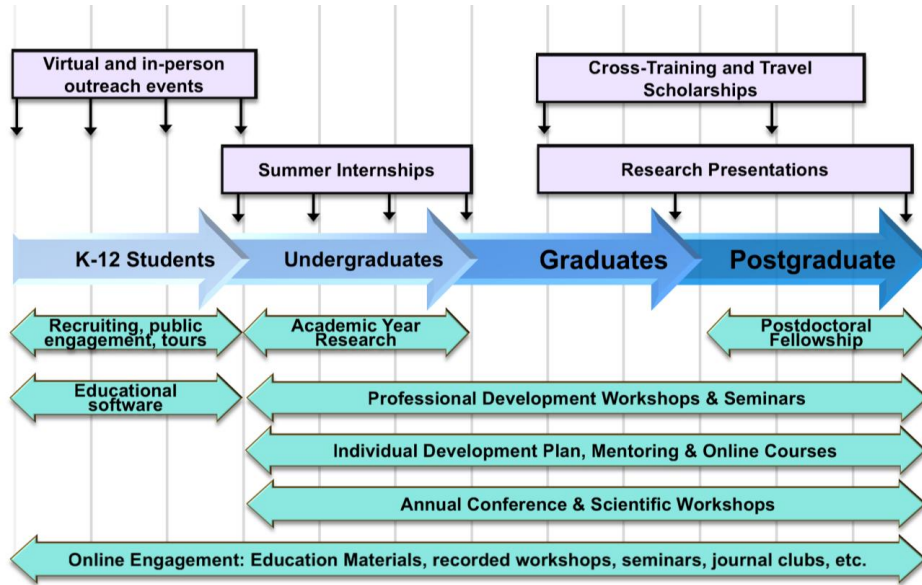 Virtual and in-person
outreach events
Cross-Training and Travel
Scholarships
Summer Internships
Research Presentations
K-12 Students
Undergraduates
Graduates
Postgraduate
Recruiting, public
engagement, tours
Academic Year
Research
Postdoctoral
Fellowship
Educational
software
Professional Development Workshops & Seminars
Individual Development Plan, Mentoring & Online Courses
Annual Conference & Scientific Workshops
Online Engagement: Education Materials, recorded workshops, seminars, journal clubs, etc.